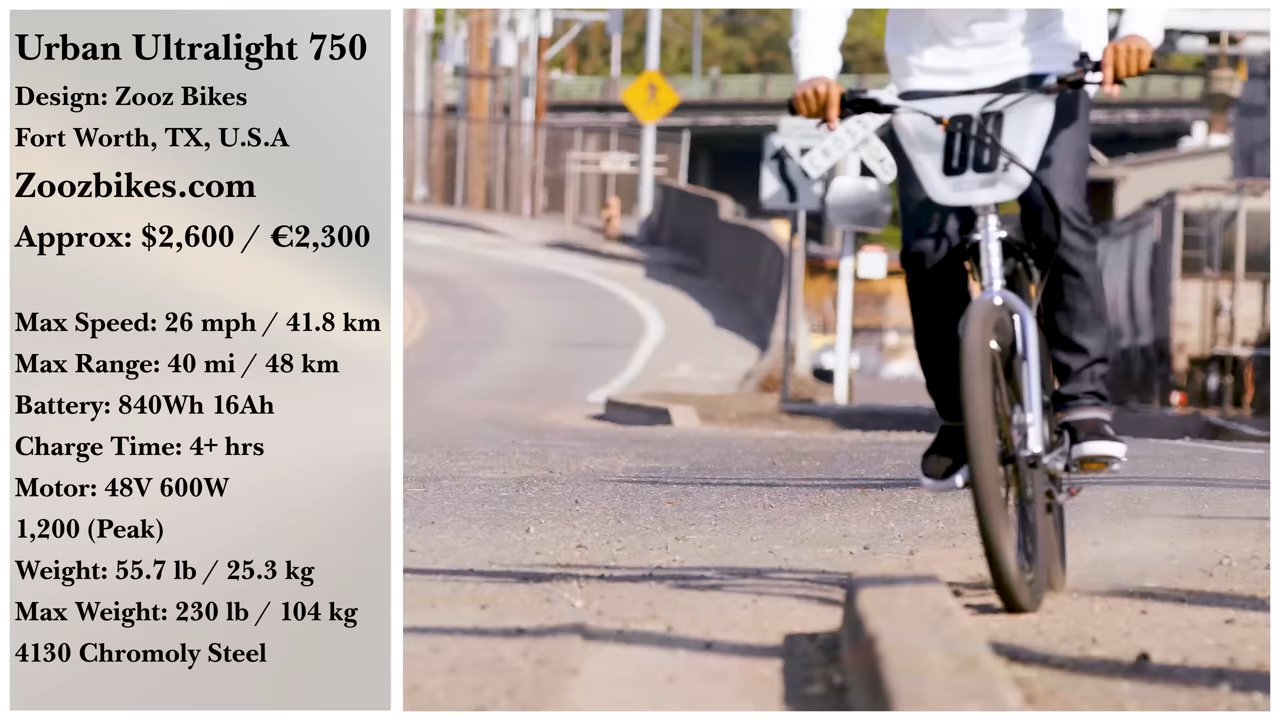 Urban Ultralight 750
Design: Zooz Bikes
Fort Worth, TX, U.S.A
Zoozbikes.com
Approx: $2,600 / €2,300
Max Speed: 26 mph / 41.8 km
Max Range: 40 mi / 48 km
Battery: 840Wh 16Ah
Charge Time: 4+ hrs
Motor: 48V 600W
1,200 (Peak)
Weight: 55.7 lb / 25.3 kg
Max Weight: 230 lb / 104 kg
4130 Chromoly Steel
00